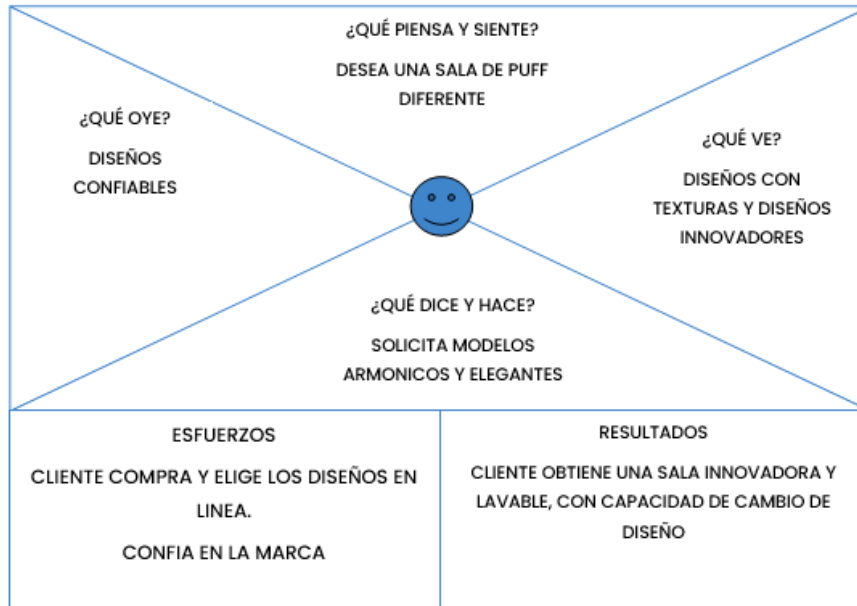 ¿QUÉ PIENSA Y SIENTE?
DESEA UNA SALA DE PUFF
DIFERENTE
¿QUÉ OYE?
DISEÑOS
CONFIABLES
¿QUÉ VE?
DISEÑOS CON
TEXTURAS Y DISEÑOS
INNOVADORES
¿QUÉ DICE Y HACE?
SOLICITA MODELOS
ARMONICOS Y ELEGANTES
ESFUERZOS
CLIENTE COMPRA Y ELIGE LOS DISEÑOS EN
LINEA.
CONFIA EN LA MARCA
RESULTADOS
CLIENTE OBTIENE UNA SALA INNOVADORA Y
LAVABLE, CON CAPACIDAD DE CAMBIO DE
DISEÑO